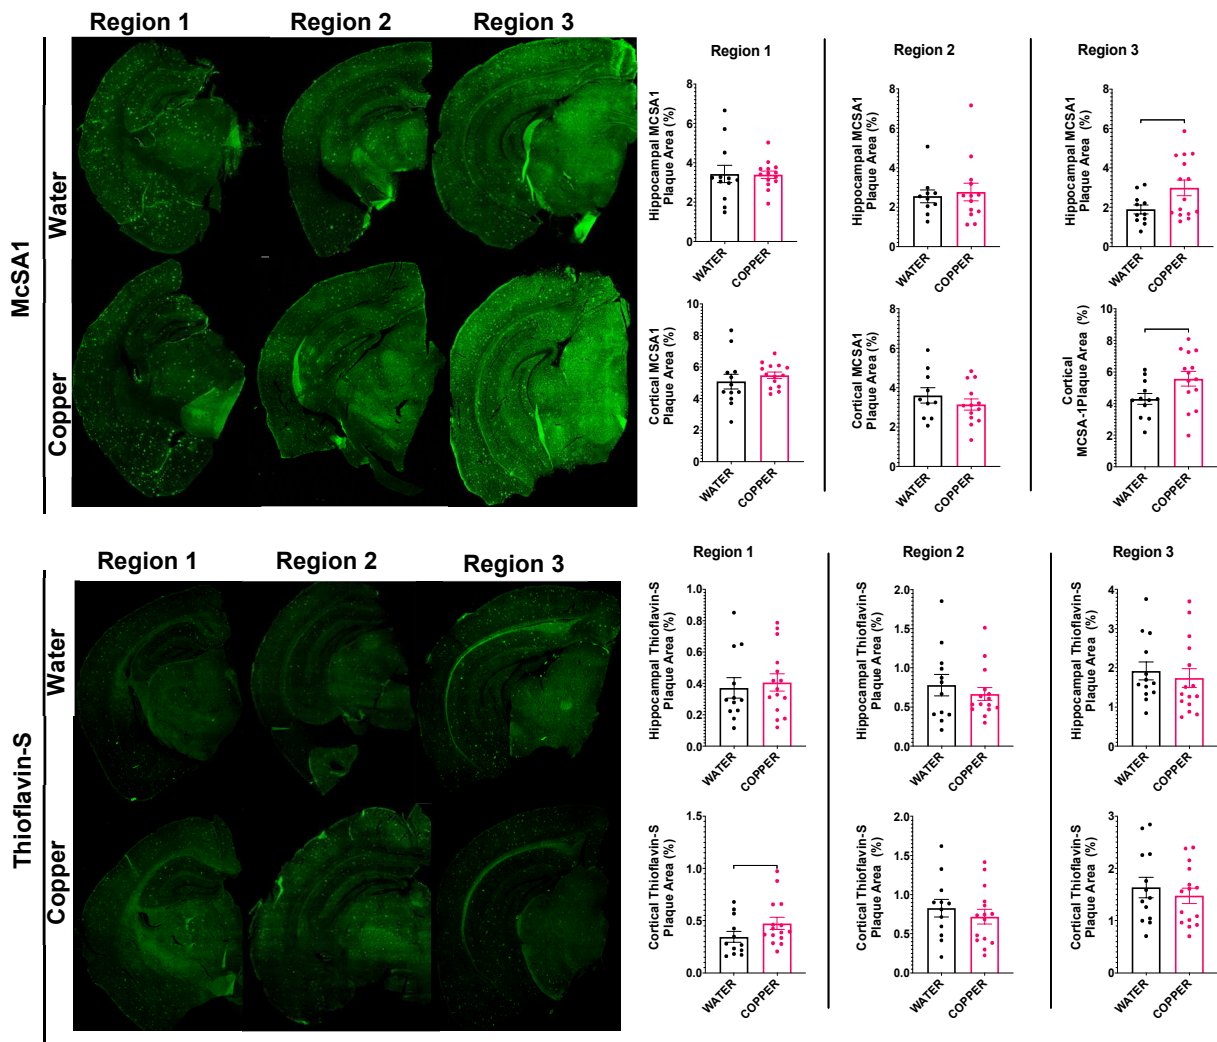 Region 1
Region 2
Region 3
McSA1
Water
Copper
Region 1
Hippocampal MCSA1
Plaque Area (%)
8
6
4
2
0
WATER
COPPER
Region 2
Hippocampal MCSA1
Plaque Area (%)
8
6
4
2
0
WATER
COPPER
Region 3
Hippocampal MCSA1
Plaque Area (%)
8
6
4
2
0
WATER
COPPER
Cortical MCSA1
Plaque Area (%)
10
8
6
4
2
0
WATER
COPPER
Cortical MCSA1
Plaque Area (%)
8
6
4
2
0
WATER
COPPER
Cortical
MCSA-1Plaque Area (%)
10
8
6
4
2
0
WATER
COPPER
Region 1
Region 2
Region 3
Thioflavin-S
Water
Copper
Region 1
Hippocampal Thioflavin-S
Plaque Area (%)
1.0
0.8
0.6
0.4
0.2
0.0
WATER
COPPER
Region 2
Hippocampal Thioflavin-S
Plaque Area (%)
2.0
1.5
1.0
0.5
0.0
WATER
COPPER
Region 3
Hippocampal Thioflavin-S
Plaque Area (%)
4
3
2
1
0
WATER
COPPER
Cortical Thioflavin-S
Plaque Area (%)
1.5
1.0
0.5
0.0
WATER
COPPER
Cortical Thioflavin-S
Plaque Area (%)
2.0
1.5
1.0
0.5
0.0
WATER
COPPER
Cortical Thioflavin-S
Plaque Area (%)
3
2
1
0
WATER
COPPER